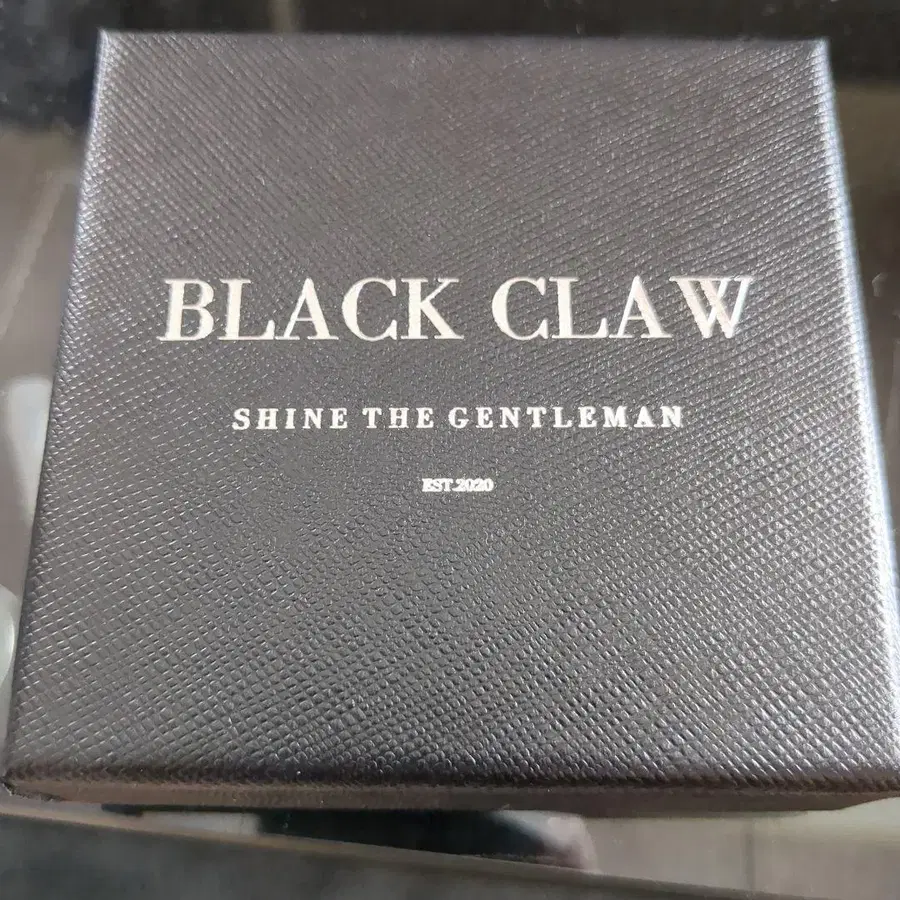 BLACK CLAW
SHINE THE GENTLEMAN
EST.2020